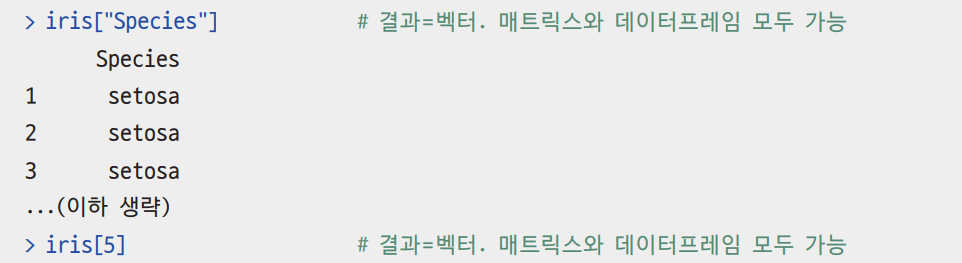 > iris["Species"] # 결과=벡터. 매트릭스와 데이터프레임 모두 가능
Species
1 setosa
2 setosa
3 setosa
...(이하 생략)
> iris[5] # 결과=벡터. 매트릭스와 데이터프레임 모두 가능